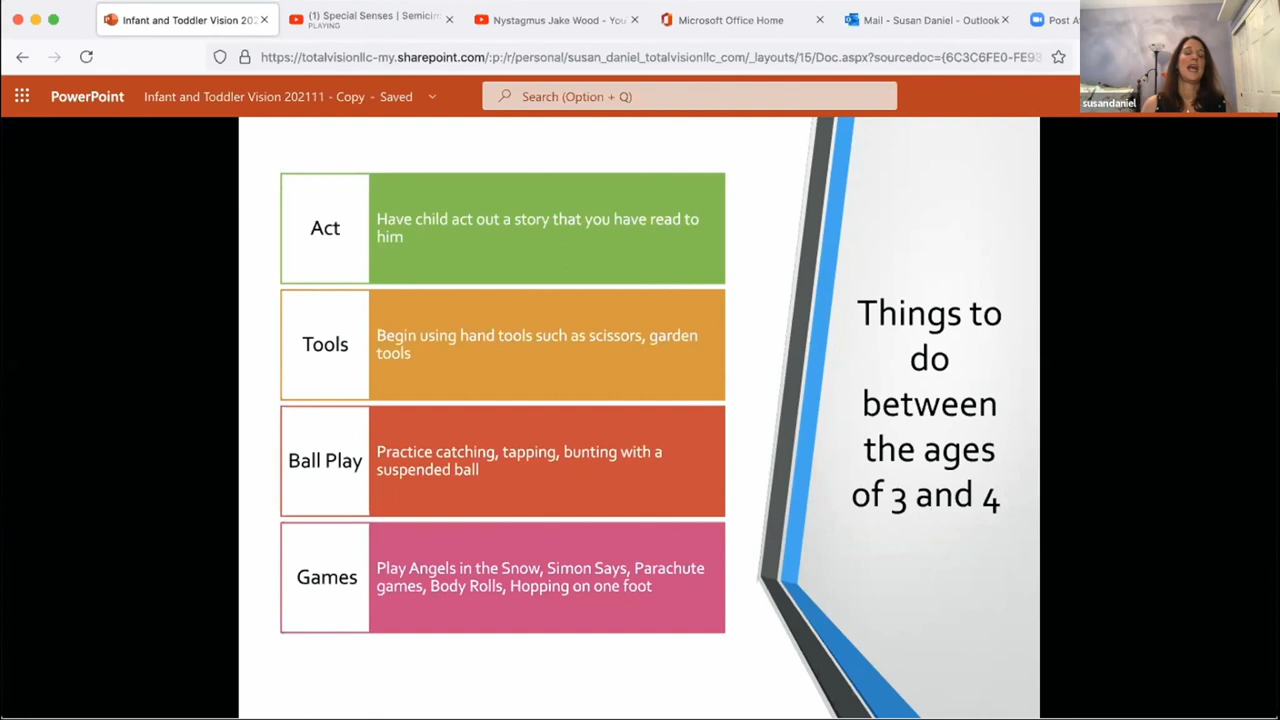 Infant and Toddler Vision 202
(1) Special Senses | Semicirc
PLAYING
Nystagmus Jake Wood - You
Microsoft Office Home
Mail - Susan Daniel - Outlook
Post A
https://totalvisionllc-my.sharepoint.com/:p:/r/personal/susan_daniel_totalvisionllc_com/_layouts/15/Doc.aspx?sourcedoc={6C3C6FE0-FE93
susandaniel
PowerPoint
Infant and Toddler Vision 202111 - Copy - Saved
Search (Option + Q)
Act
Have child act out a story that you have read to
him
Tools
Begin using hand tools such as scissors, garden
tools
Ball Play
Practice catching, tapping, bunting with a
suspended ball
Games
Play Angels in the Snow, Simon Says, Parachute
games, Body Rolls, Hopping on one foot
Things to
do
between
the ages
of 3 and 4